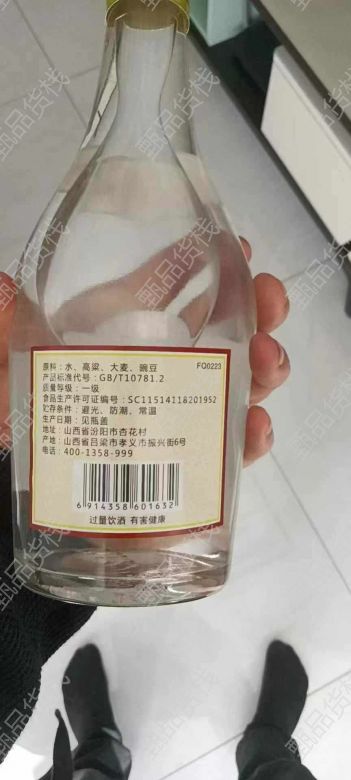 原料：水、高粱、大麦、豌豆 FQ0223
产品标准代号：GB/T10781.2
质量等级：一级
食品生产许可证编号：SC11514118201952
贮存条件：避光、防潮、常温
生产日期：见瓶盖
地址：山西省汾阳市杏花村
产地：山西省吕梁市孝义市振兴街6号
电话：400-1358-999
6 914358 601632
过量饮酒 有害健康
甄品货栈